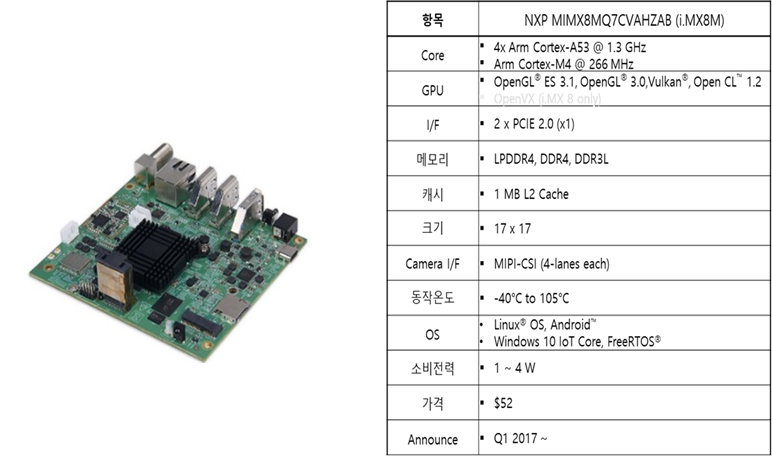 항목 NXP MIMX8MQ7CVAHZAB (i.MX8M)
Core ▪ 4x Arm Cortex-A53 @ 1.3 GHz
▪ Arm Cortex-M4 @ 266 MHz
GPU ▪ OpenGL® ES 3.1, OpenGL® 3.0,Vulkan®, Open CL™ 1.2
▪ OpenVX (i.MX 8 only)
I/F ▪ 2 x PCIE 2.0 (x1)
메모리 ▪ LPDDR4, DDR4, DDR3L
캐시 ▪ 1 MB L2 Cache
크기 ▪ 17 x 17
Camera I/F ▪ MIPI-CSI (4-lanes each)
동작온도 ▪ -40°C to 105°C
OS • Linux® OS, Android™
• Windows 10 IoT Core, FreeRTOS®
소비전력 ▪ 1 ~ 4 W
가격 ▪ $52
Announce ▪ Q1 2017 ~